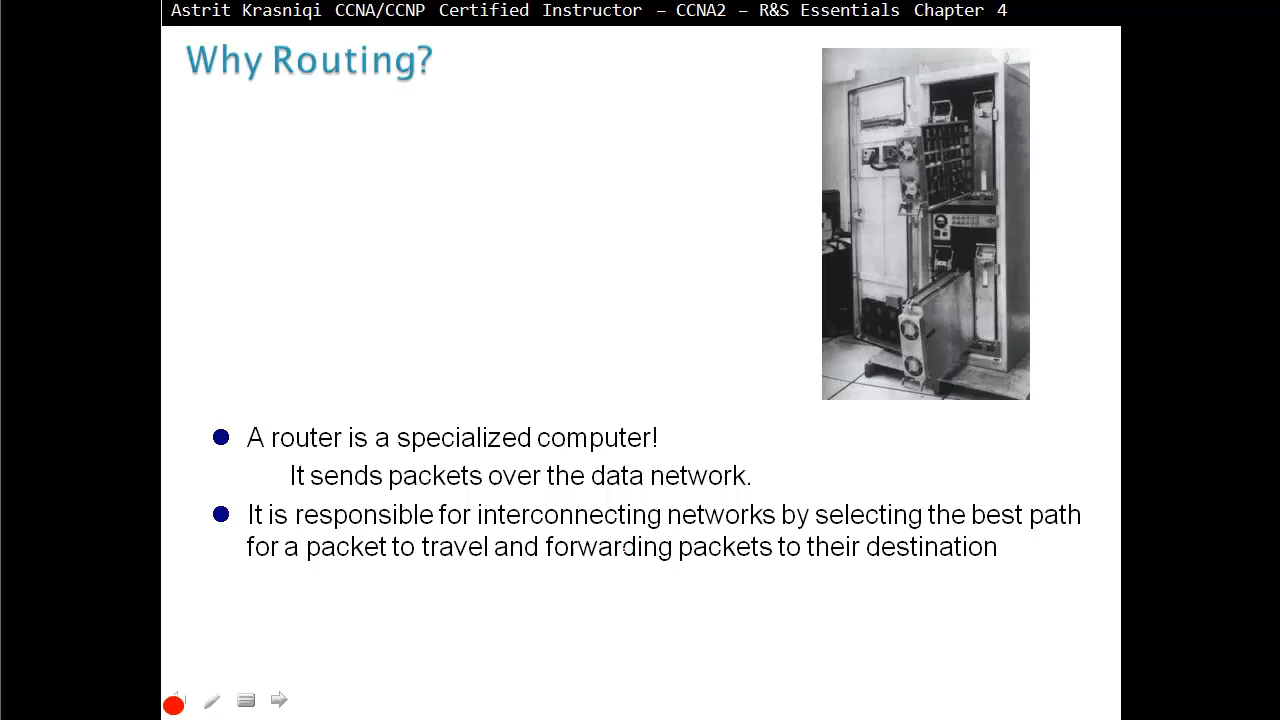 Astrit Krasniqi CCNA/CCNP Certified Instructor – CCNA2 – R&S Essentials Chapter 4
Why Routing?
A router is a specialized computer!
It sends packets over the data network.
It is responsible for interconnecting networks by selecting the best path
for a packet to travel and forwarding packets to their destination